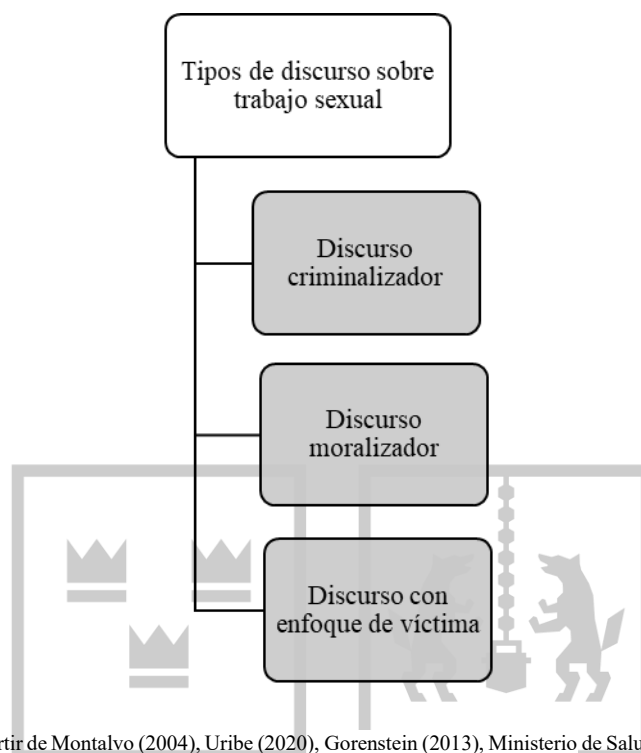 Tipos de discurso sobre
trabajo sexual
Discurso
criminalizador
Discurso
moralizador
Discurso con
enfoque de víctima
de Montalvo (2004), Uribe (2020), Gorenstein (2013), Ministerio de